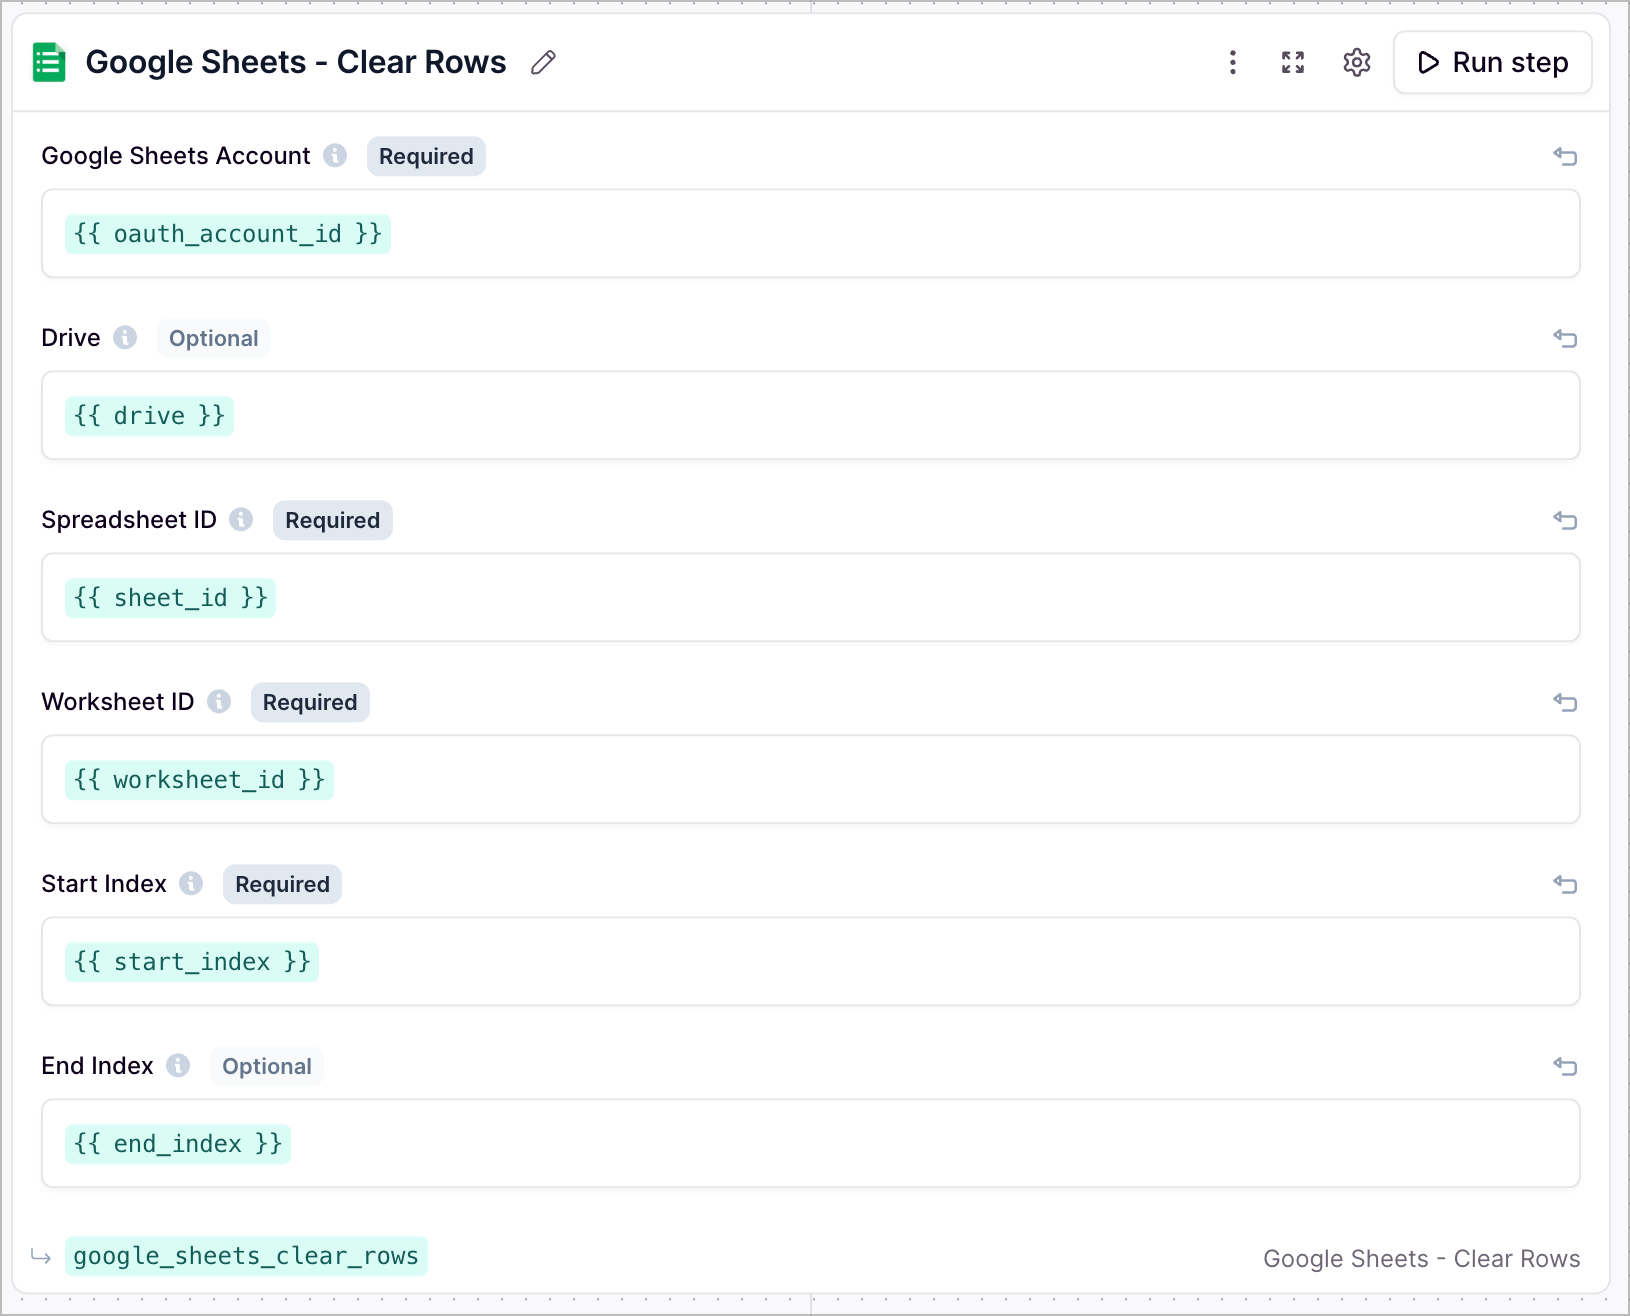 Google Sheets - Clear Rows
Run step
Google Sheets Account Required
{{ oauth_account_id }}
Drive Optional
{{ drive }}
Spreadsheet ID Required
{{ sheet_id }}
Worksheet ID Required
{{ worksheet_id }}
Start Index Required
{{ start_index }}
End Index Optional
{{ end_index }}
google_sheets_clear_rows
Google Sheets - Clear Rows